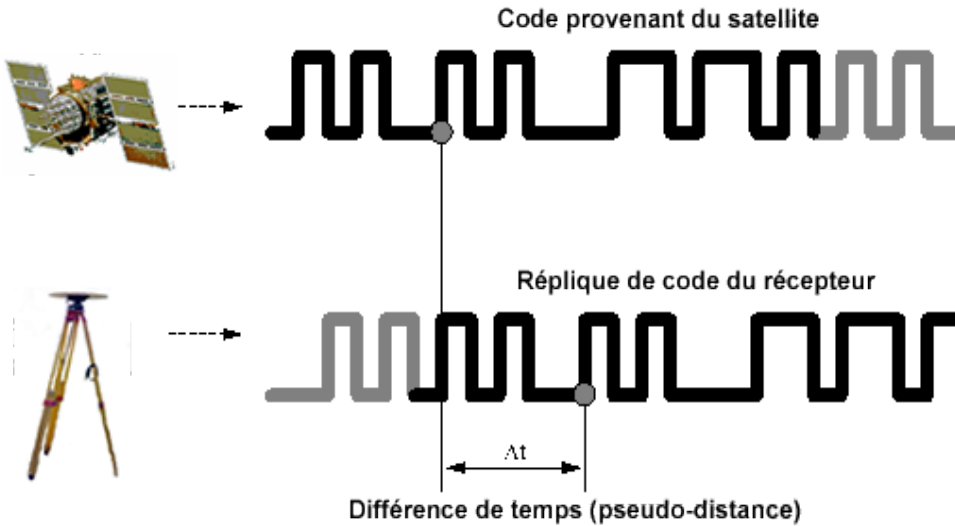 Code provenant du satellite
Réplique de code du récepteur
Δt
Différence de temps (pseudo-distance)